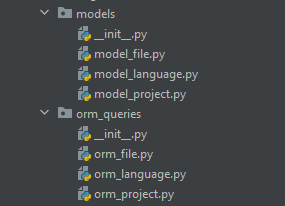 models
__init__.py
model_file.py
model_language.py
model_project.py
orm_queries
__init__.py
orm_file.py
orm_language.py
orm_project.py